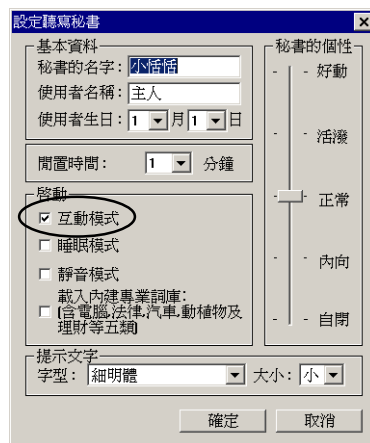 設定聽寫秘書
基本資料
秘書的名字：小恬恬
使用者名稱：主人
使用者生日：1 月 1 日
閒置時間： 1 分鐘
啓動
互動模式
睡眠模式
靜音模式
載入內建專業詞庫：
(含電腦,法律,汽車,動植物及
理財等五類)
秘書的個性
好動
活潑
正常
內向
自閉
提示文字
字型：細明體 大小：小
確定 取消